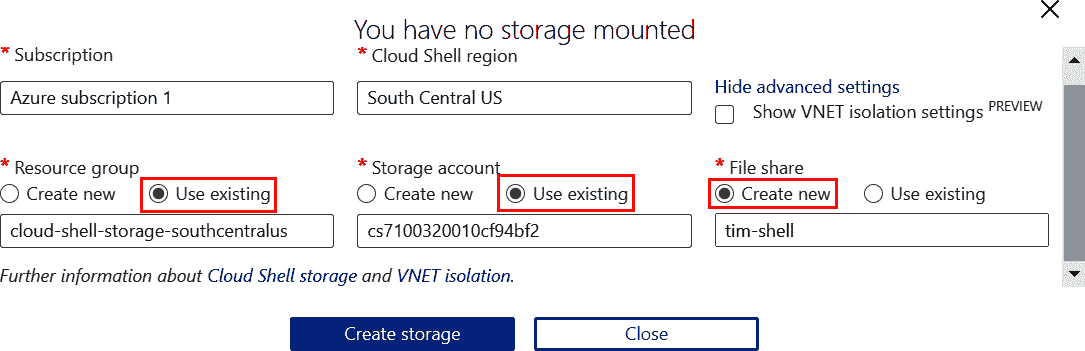 You have no storage mounted
* Subscription
* Cloud Shell region
Azure subscription 1
South Central US
Hide advanced settings
Show VNET isolation settings PREVIEW
* Resource group
* Storage account
* File share
Create new
Use existing
Create new
Use existing
Create new
Use existing
cloud-shell-storage-southcentralus
cs7100320010cf94bf2
tim-shell
Further information about Cloud Shell storage and VNET isolation.
Create storage
Close